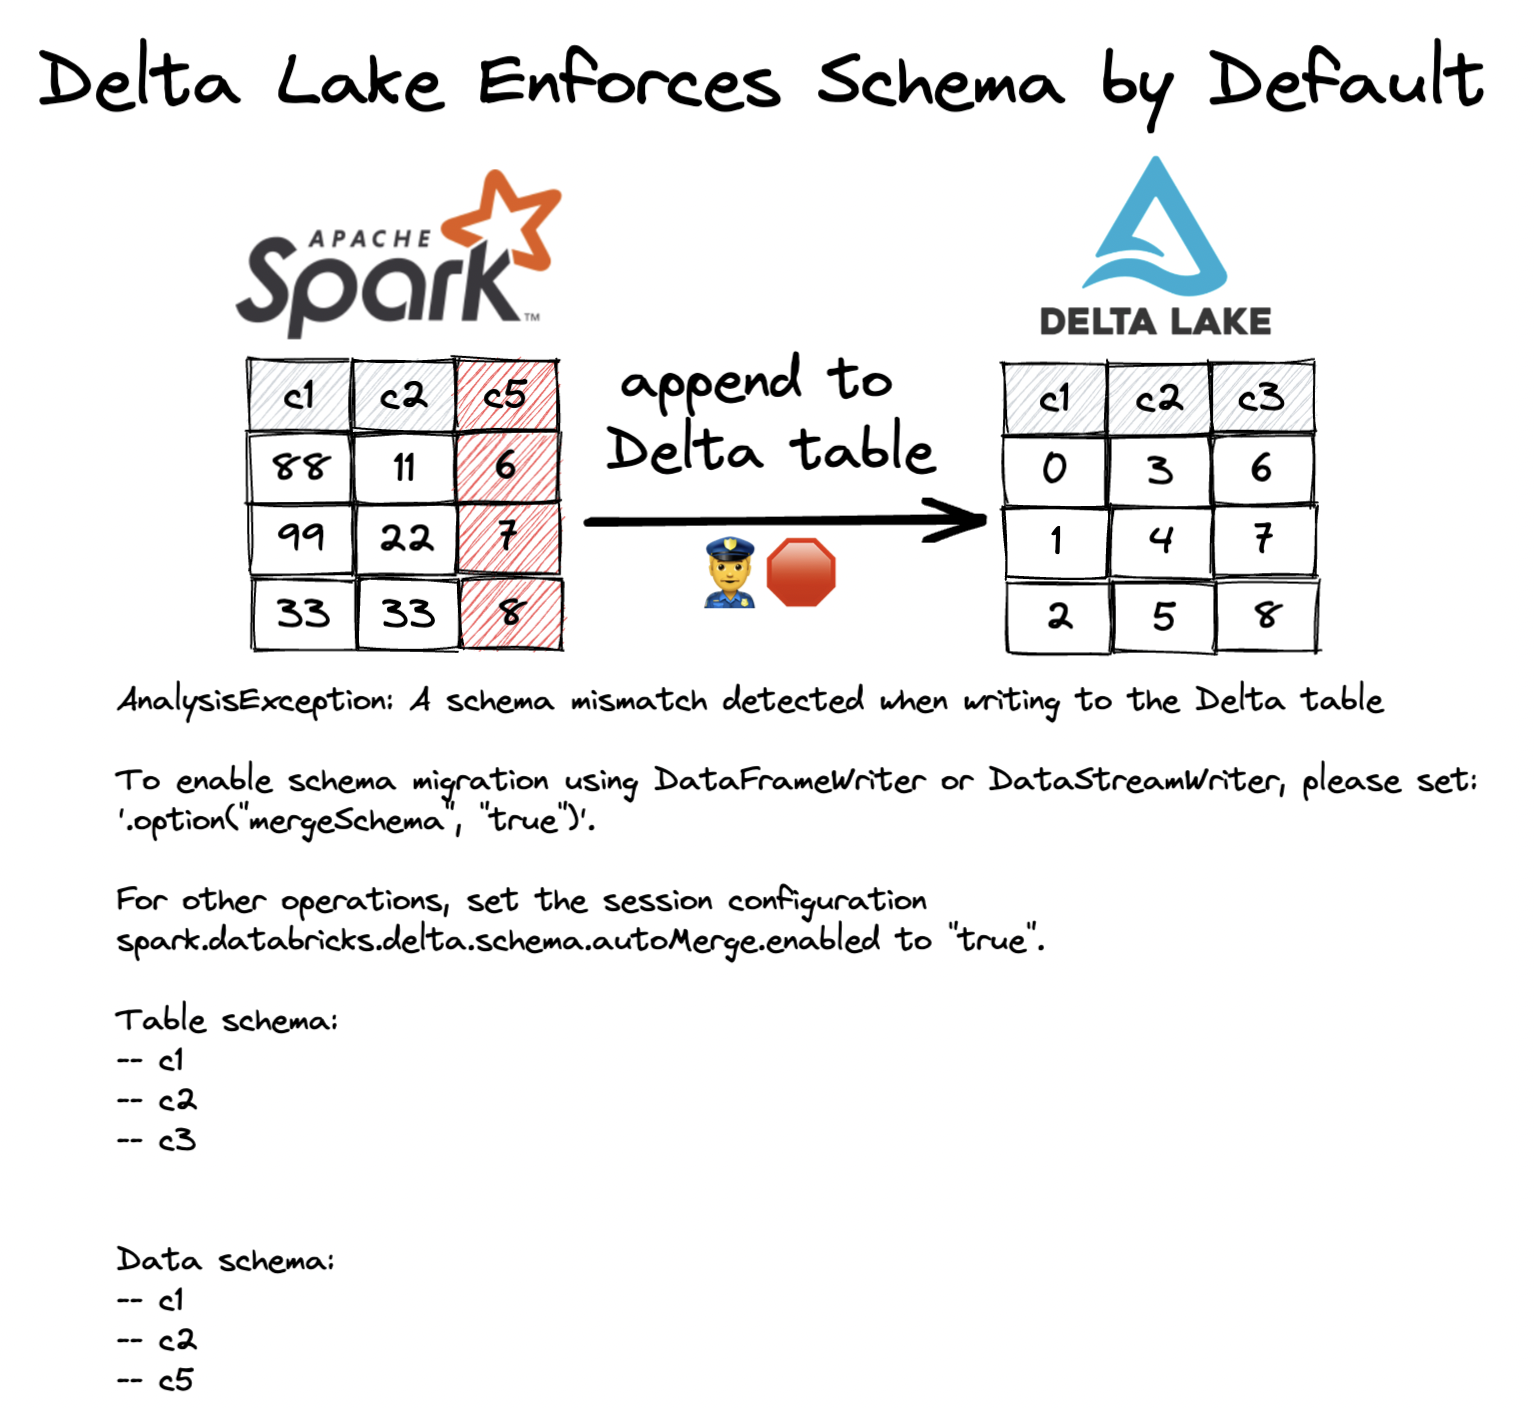 Delta Lake Enforces Schema by Default
APACHE
Spark™
DELTA LAKE
c1 c2 c5
88 11 6
99 22 7
33 33 8
append to
Delta table
c1 c2 c3
0 3 6
1 4 7
2 5 8
AnalysisException: A schema mismatch detected when writing to the Delta table
To enable schema migration using DataFrameWriter or DataStreamWriter, please set:
'.option("mergeSchema", "true")'.
For other operations, set the session configuration
spark.databricks.delta.schema.autoMerge.enabled to "true".
Table schema:
-- c1
-- c2
-- c3
Data schema:
-- c1
-- c2
-- c5